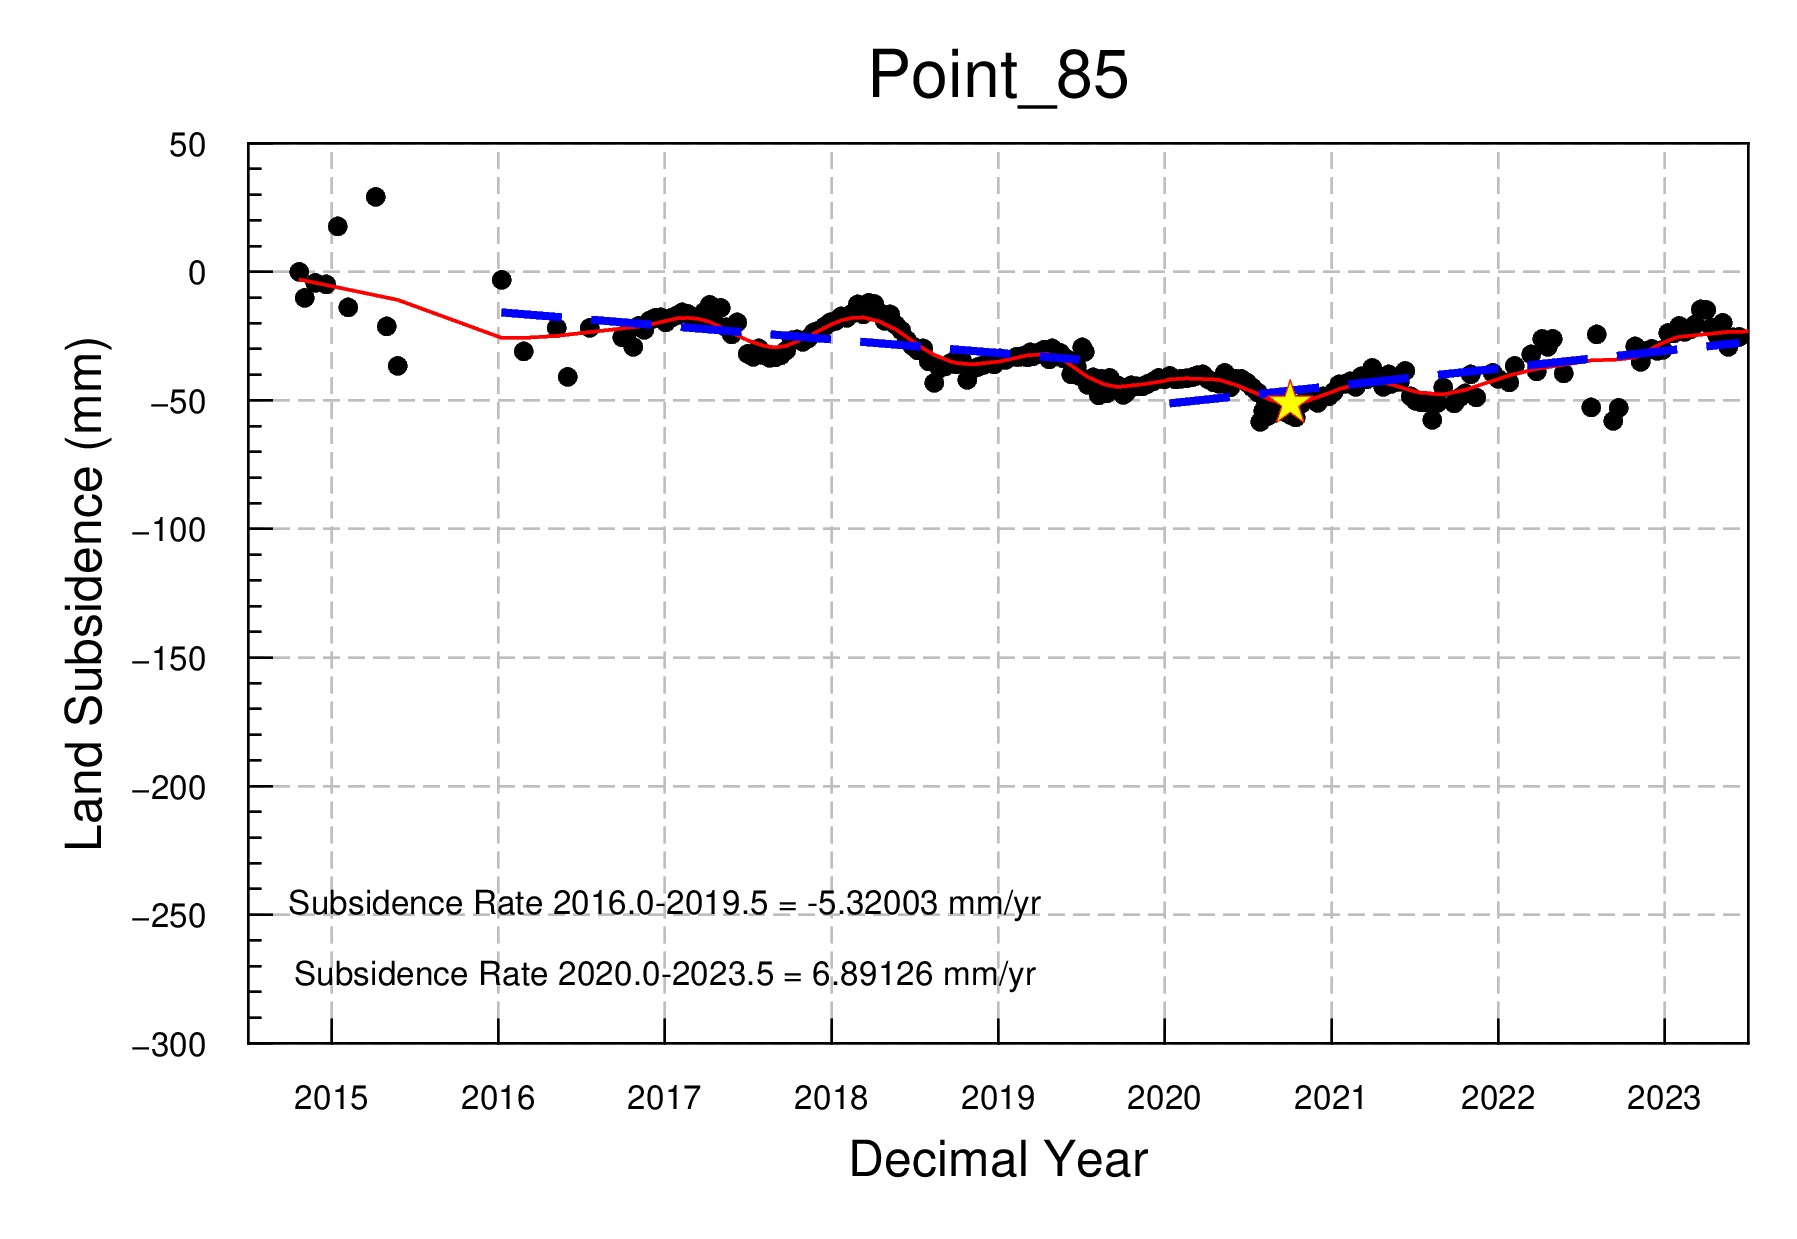 Point_85
50
0
−50
−100
−150
−200
−250
−300
Land Subsidence (mm)
Subsidence Rate 2016.0-2019.5 = -5.32003 mm/yr
Subsidence Rate 2020.0-2023.5 = 6.89126 mm/yr
2015 2016 2017 2018 2019 2020 2021 2022 2023
Decimal Year